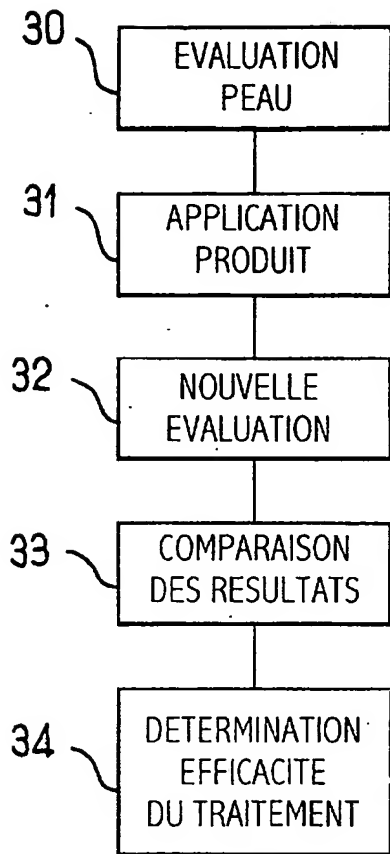 30
EVALUATION
PEAU
31
APPLICATION
PRODUIT
32
NOUVELLE
EVALUATION
33
COMPARAISON
DES RESULTATS
34
DETERMINATION
EFFICACITE
DU TRAITEMENT